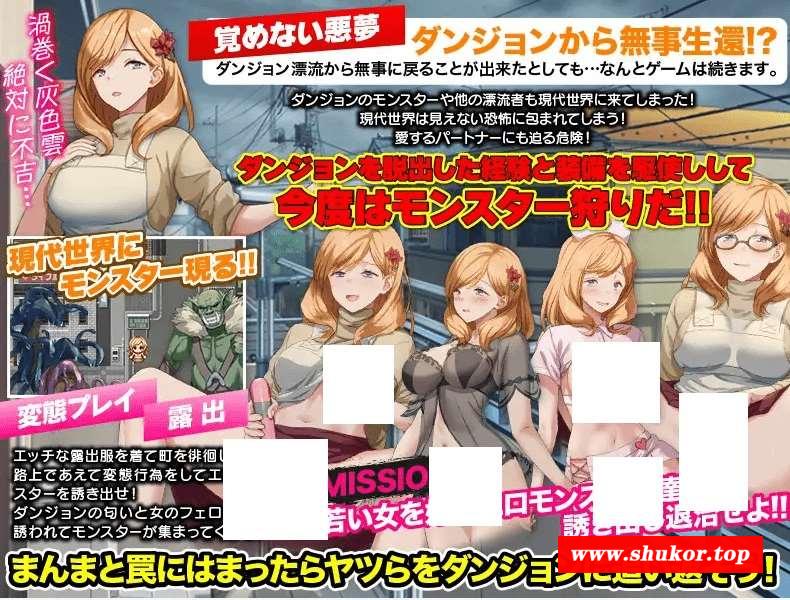 渦巻く灰色雲
絶対に不吉…
覚めない悪夢
ダンジョンから無事生還!?
ダンジョン漂流から無事に戻ることが出来たとしても…なんとゲームは続きます。
ダンジョンのモンスターや他の漂流者も現代世界に来てしまった！
現代世界は見えない恐怖に包まれてしまう！
愛するパートナーにも迫る危険！
ダンジョンを脱出した経験と装備を駆使しして
今度はモンスター狩りだ!!
現代世界に
モンスター現る!!
変態プレイ
露出
エッチな露出服を着て町を徘徊し
路上であえて変態行為をしてエ
スターを誘き出せ！
ダンジョンの匂いと女のフェロ
誘われてモンスターが集まってく
MISSIO
若い女を
ロモンス
退治せよ!!
www.shukor.top
まんまと罠にはまったらヤツらをダンジョンに追い返そう！